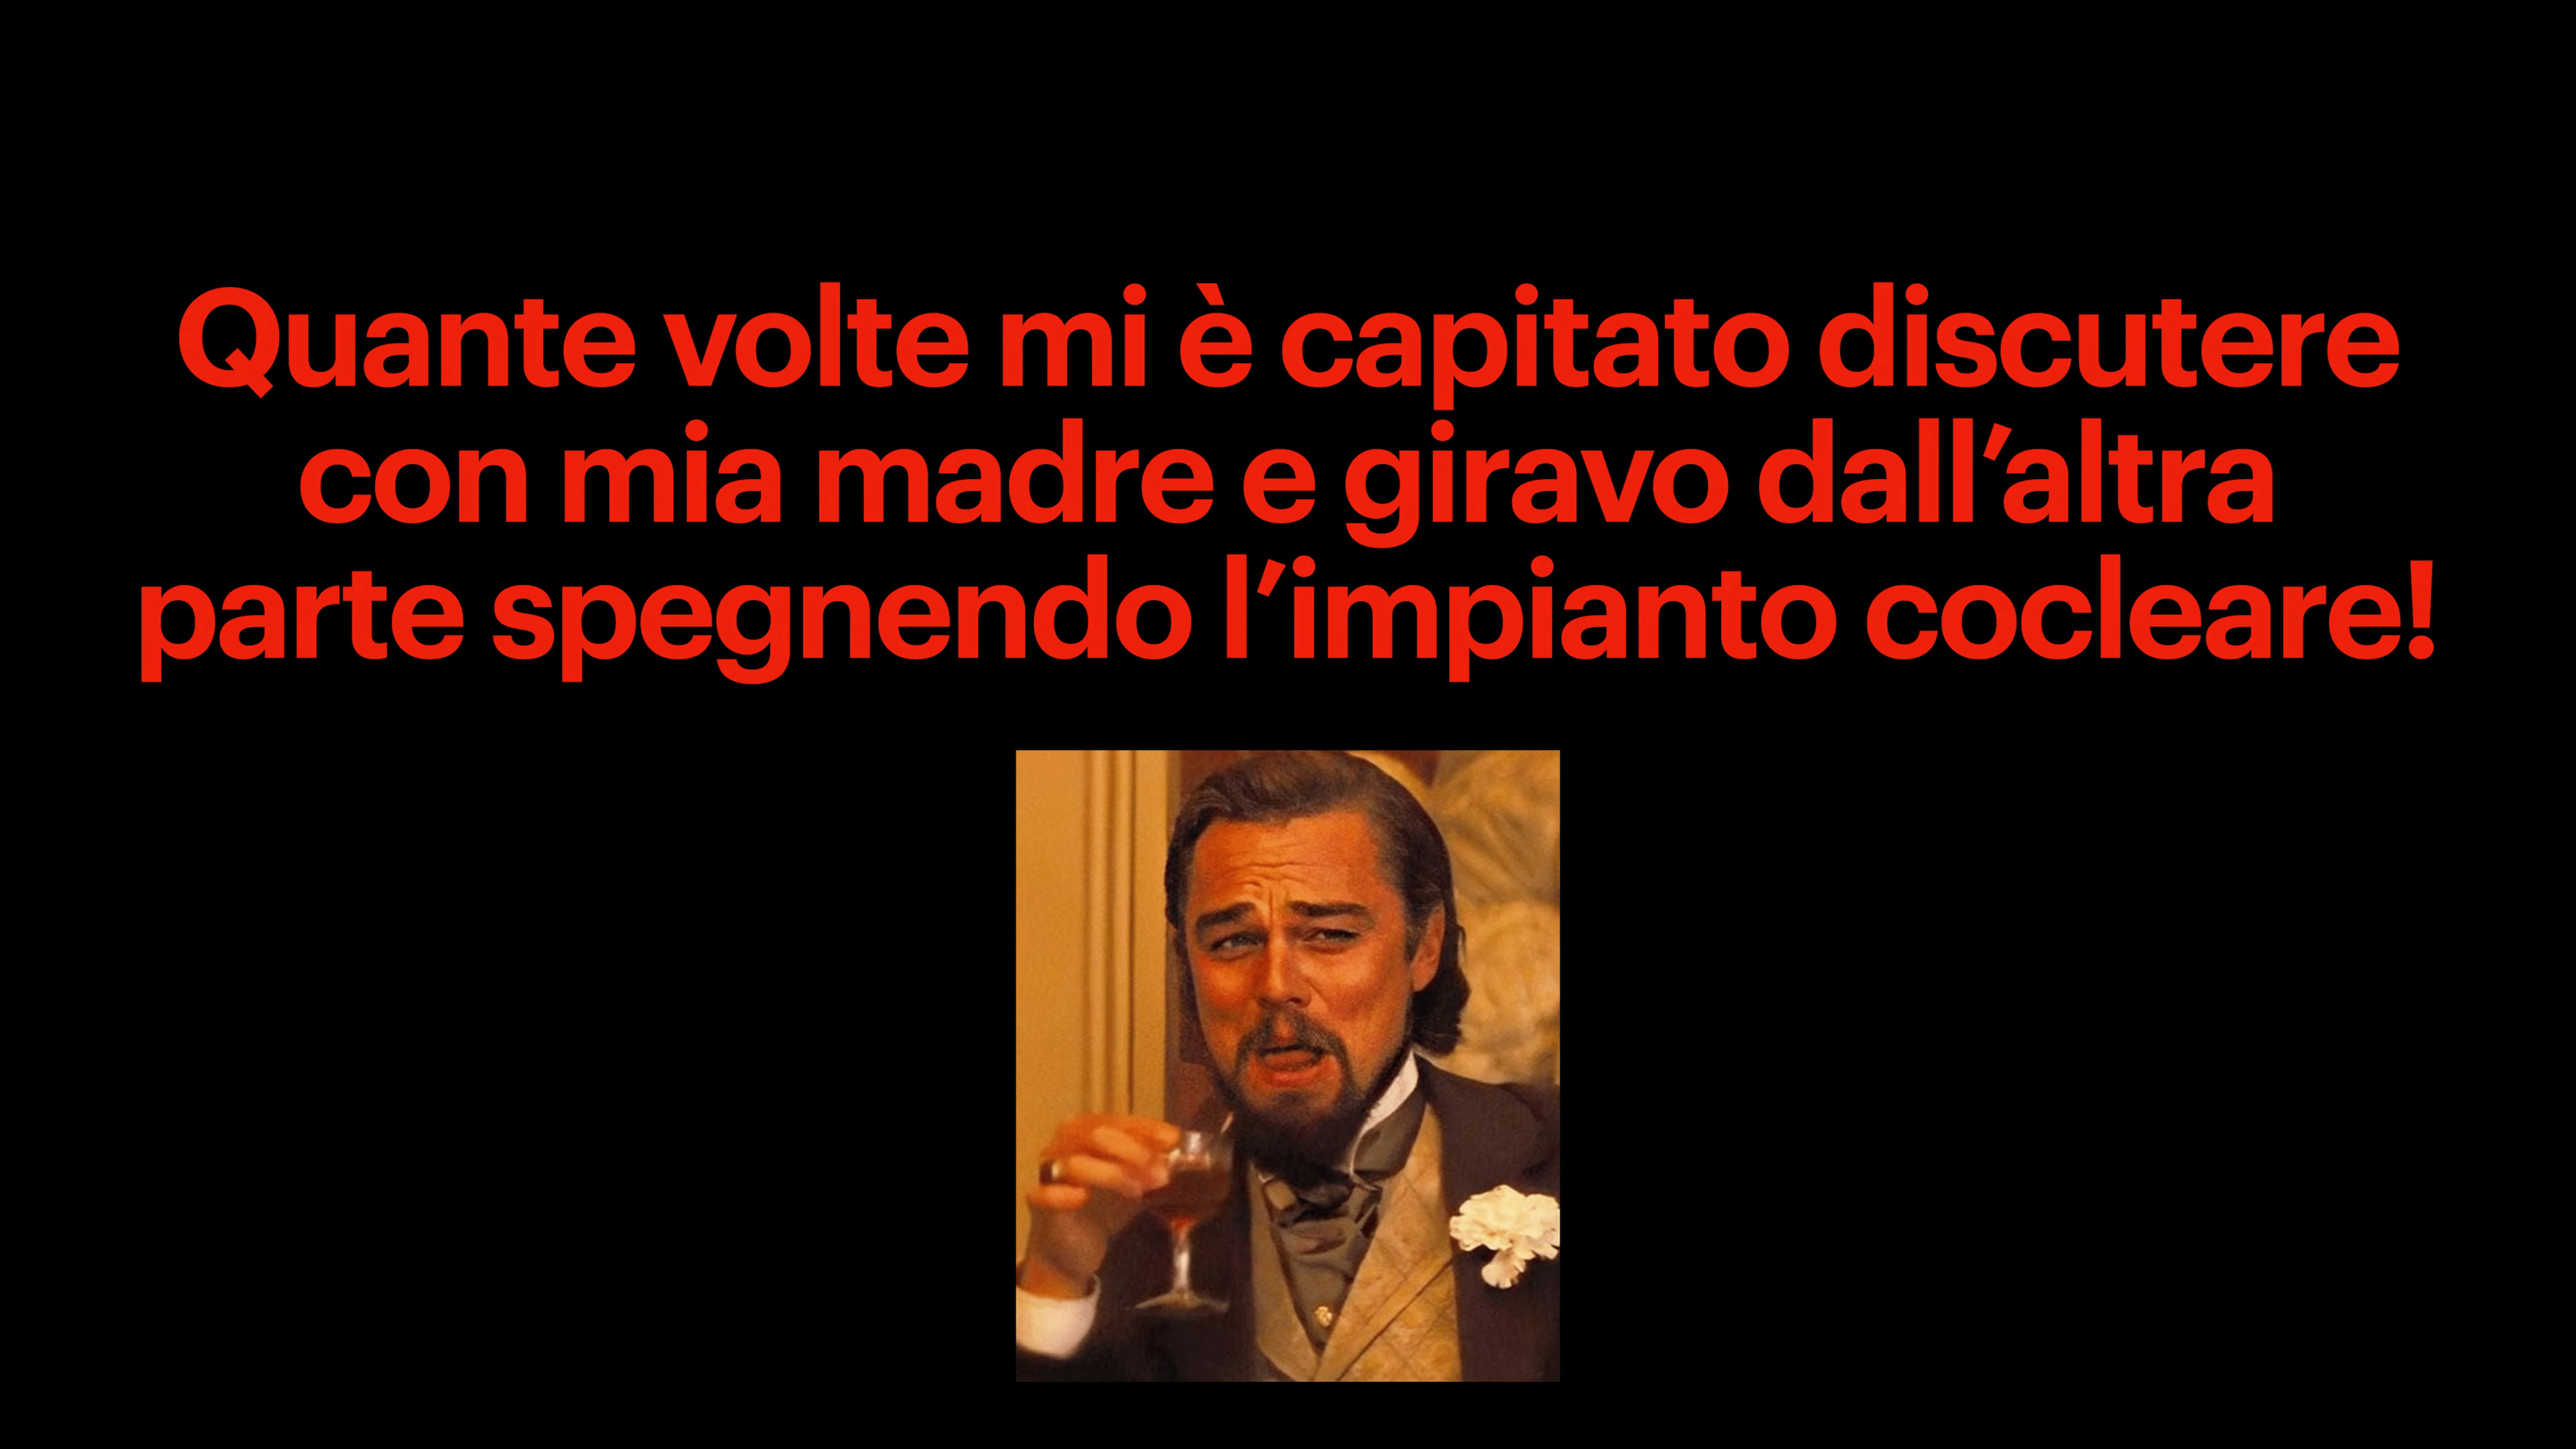 Quante volte mi è capitato discutere
con mia madre e giravo dall’altra
parte spegnendo l’impianto cocleare!